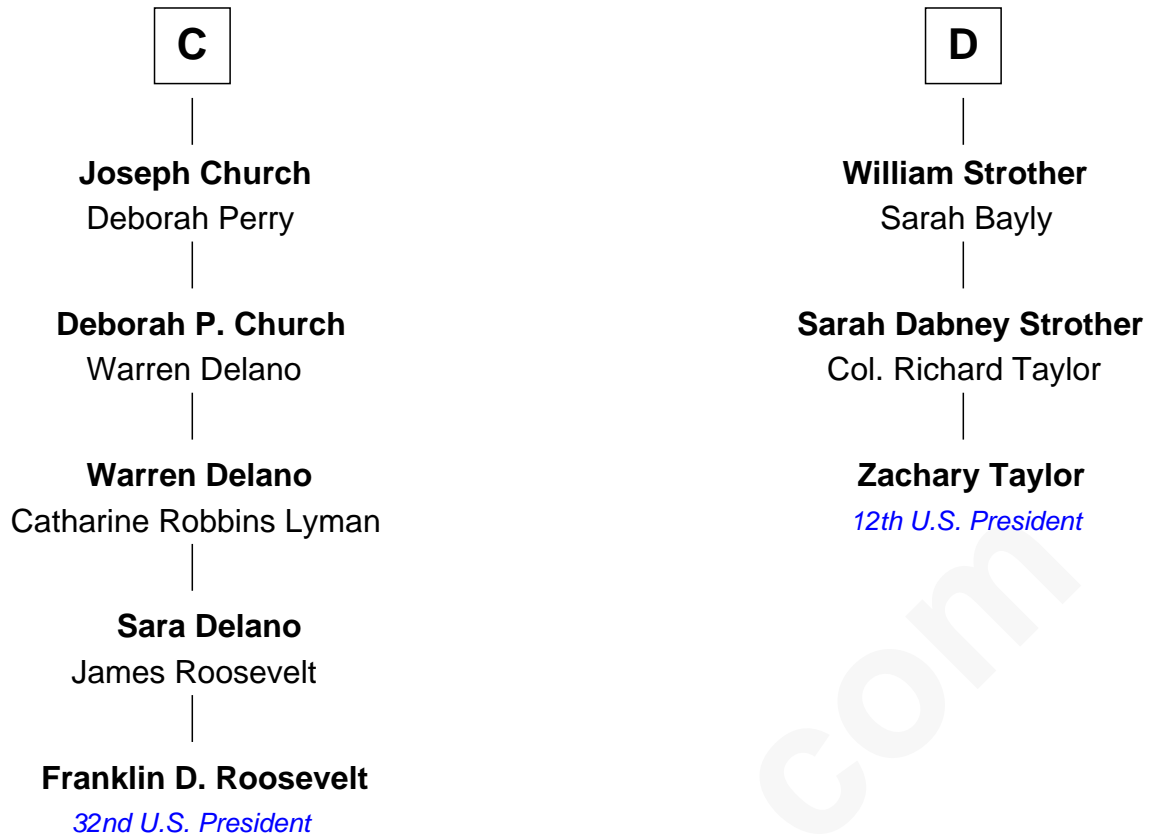 C
Joseph Church
Deborah Perry
Deborah P. Church
Warren Delano
Warren Delano
Catharine Robbins Lyman
Sara Delano
James Roosevelt
Franklin D. Roosevelt
32nd U.S. President
D
William Strother
Sarah Bayly
Sarah Dabney Strother
Col. Richard Taylor
Zachary Taylor
12th U.S. President
com